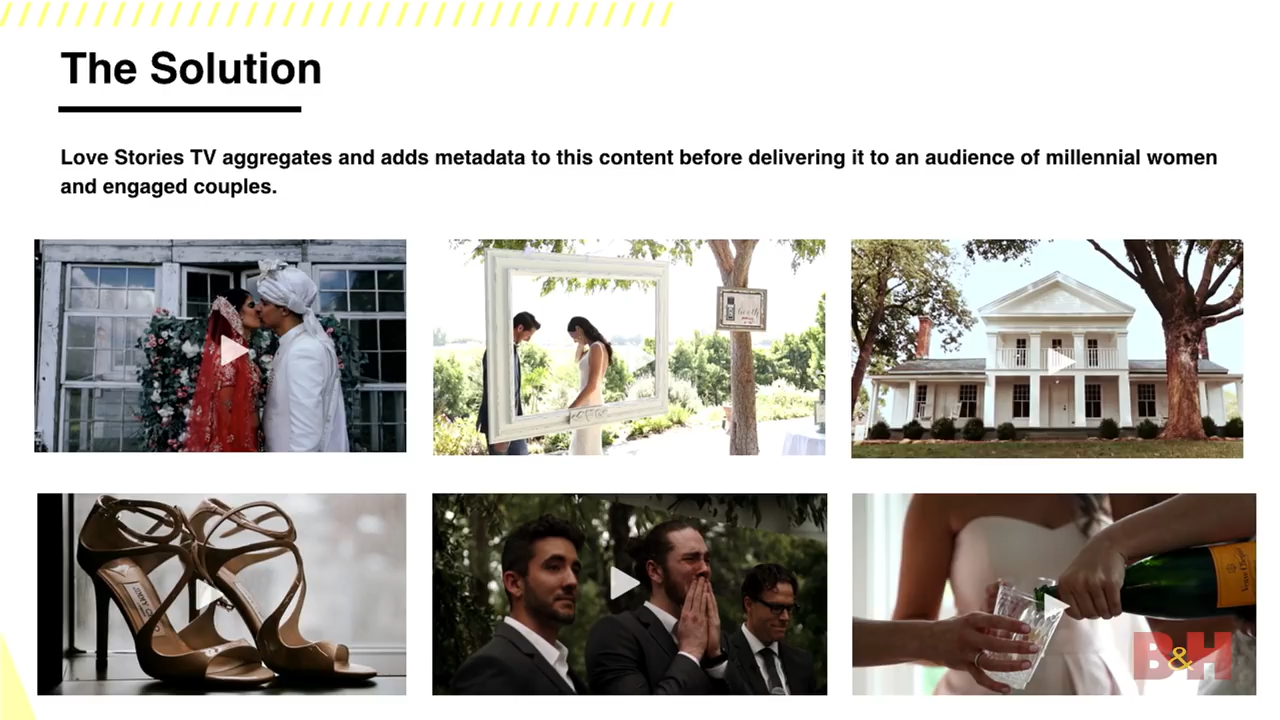 The Solution
Love Stories TV aggregates and adds metadata to this content before delivering it to an audience of millennial women
and engaged couples.
JIMMY
B&H